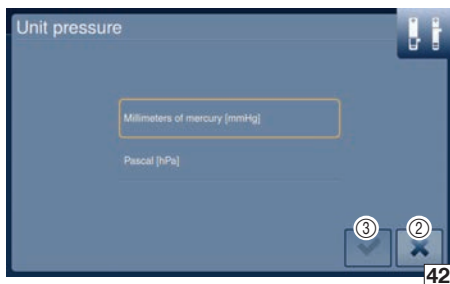 Unit pressure
Millimeters of mercury [mmHg]
Pascal [hPa]
③ ②
42